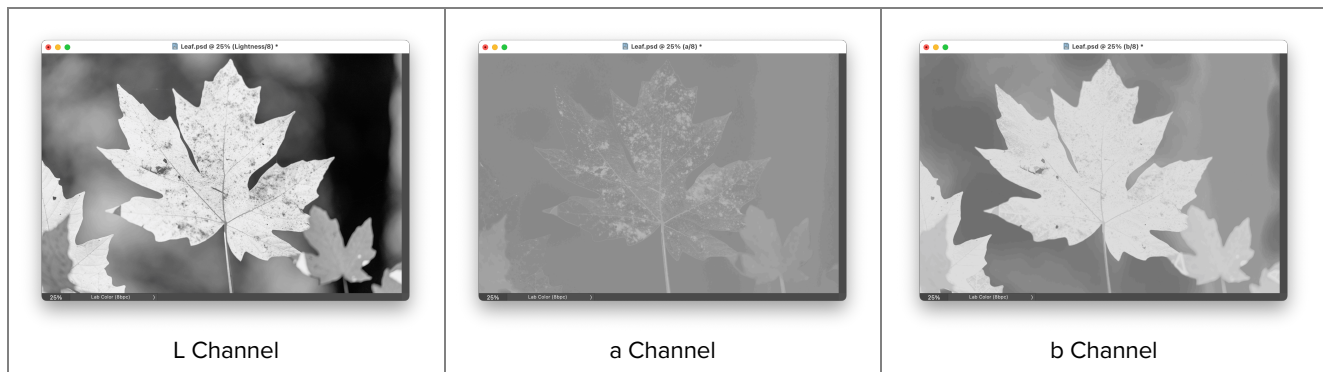 Leaf.psd @ 25% (Lightness/8) *
25%
Lab Color (8bpc)
L Channel
Leaf.psd @ 25% (a/8) *
25%
Lab Color (8bpc)
a Channel
Leaf.psd @ 25% (b/8) *
25%
Lab Color (8bpc)
b Channel